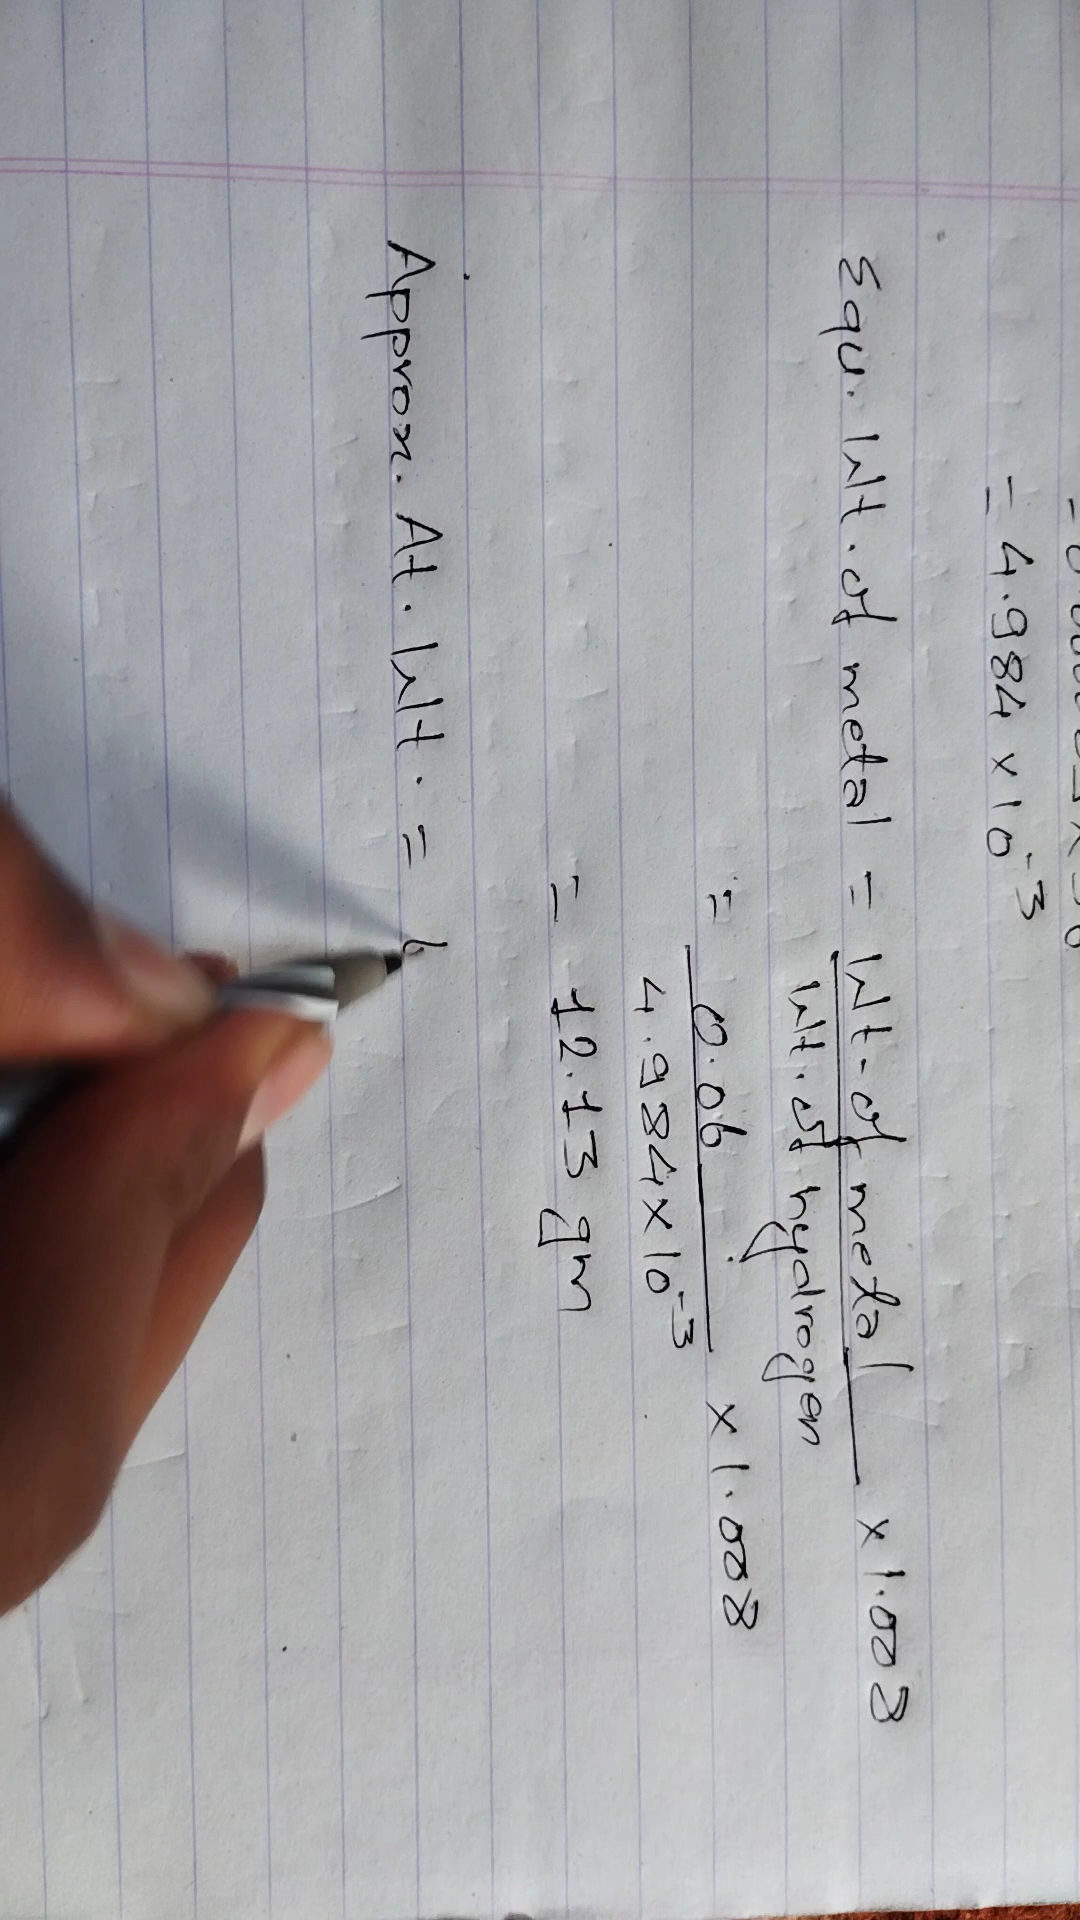 = 4.984 × 10⁻³
Equ. Wt. of metal = Wt. of metal / Wt. of hydrogen × 1.008
= 0.06 / 4.984×10⁻³ × 1.008
= 12.13 gm
Approx. At. Wt. = 6